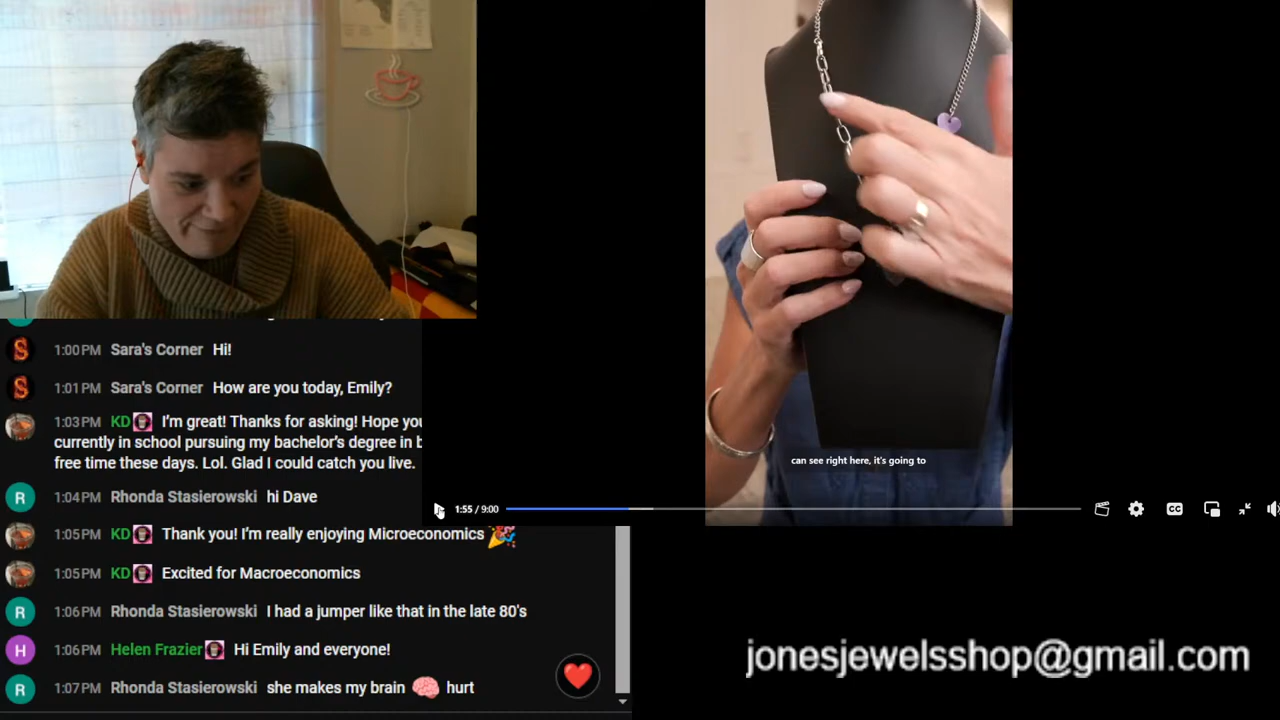 1:00 PM Sara's Corner Hi!
1:01 PM Sara's Corner How are you today, Emily?
1:03 PM KD I'm great! Thanks for asking! Hope you
currently in school pursuing my bachelor's degree in b
free time these days. Lol. Glad I could catch you live.
R 1:04 PM Rhonda Stasierowski hi Dave
1:05 PM KD Thank you! I'm really enjoying Microeconomics 🎉
1:05 PM KD Excited for Macroeconomics
R 1:06 PM Rhonda Stasierowski I had a jumper like that in the late 80's
H 1:06 PM Helen Frazier Hi Emily and everyone!
R 1:07 PM Rhonda Stasierowski she makes my brain 🧠 hurt
can see right here, it's going to
1:55 / 9:00
CC
jonesjewelsshop@gmail.com